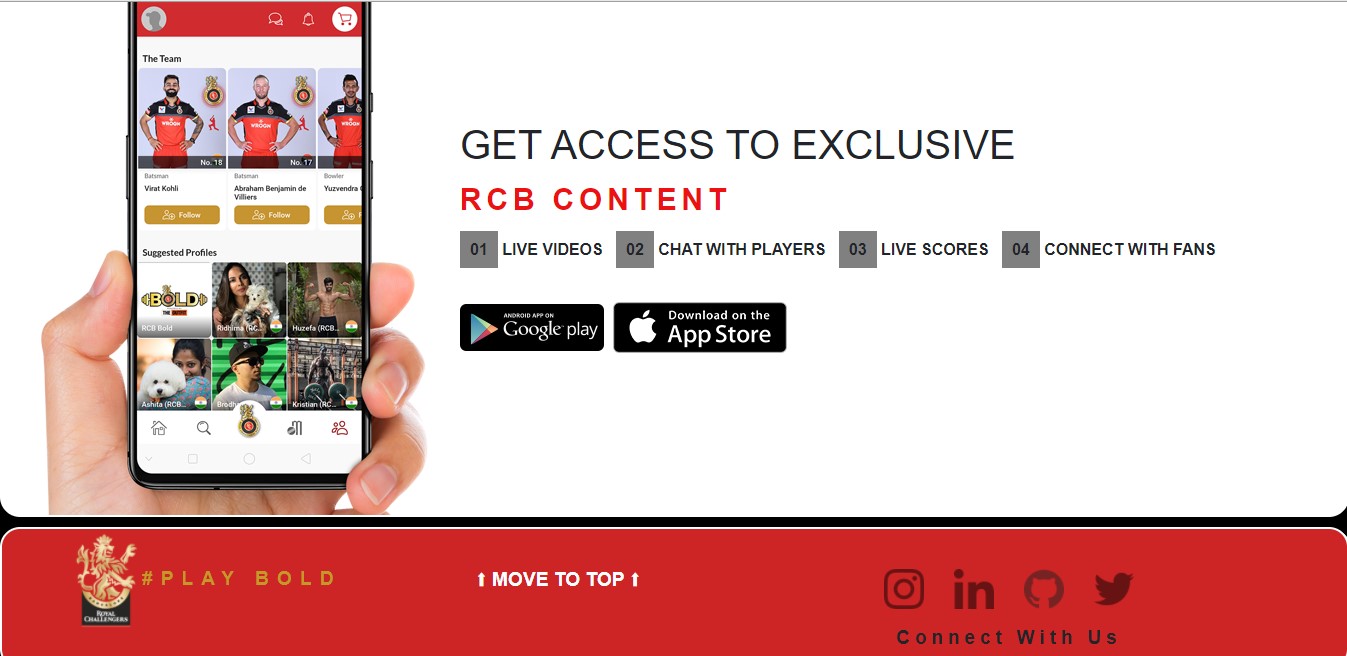 The Team
No. 18
No. 17
Batsman
Batsman
Bowler
Virat Kohli
Abraham Benjamin de
Villiers
Yuzvendra
Follow
Follow
Suggested Profiles
BOLD
RCB Bold
Ridhima (RC...
Huzefa (RCB...
Ashita (RCB...
Kristian (RC...
WROGN
WROGN
GET ACCESS TO EXCLUSIVE
RCB CONTENT
01 LIVE VIDEOS 02 CHAT WITH PLAYERS 03 LIVE SCORES 04 CONNECT WITH FANS
ANDROID APP ON
Google play
Download on the
App Store
ROYAL
CHALLENGERS
#PLAY BOLD
⬆ MOVE TO TOP ⬆
in
Connect With Us